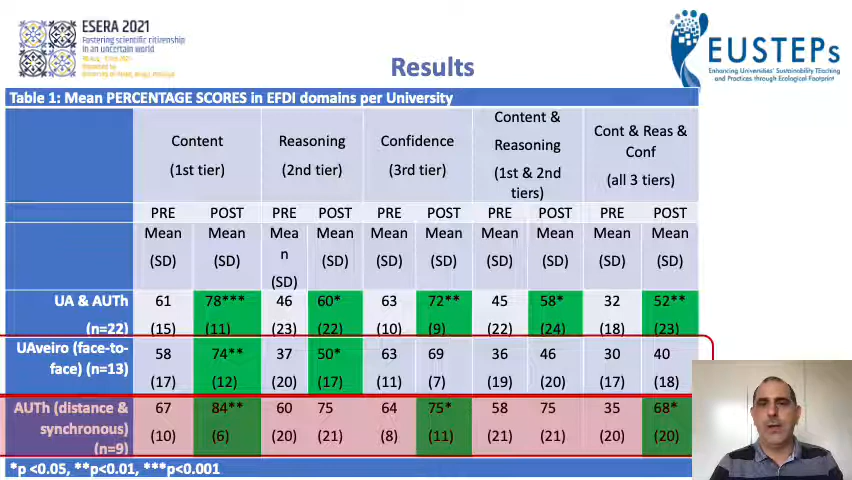 ESERA 2021
Fostering scientific citizenship
in an uncertain world
EUSTEPs
Enhancing Universities' Sustainability TEaching
and Practices through Ecological Footprint
Results
Table 1: Mean PERCENTAGE SCORES in EFDI domains per University
Content
(1st tier)
Reasoning
(2nd tier)
Confidence
(3rd tier)
Content &
Reasoning
(1st & 2nd
tiers)
Cont & Reas &
Conf
(all 3 tiers)
PRE POST PRE POST PRE POST PRE POST PRE POST
Mean Mean Mea Mean Mean Mean Mean Mean Mean Mean
(SD) (SD) n (SD) (SD) (SD) (SD) (SD) (SD) (SD)
(SD)
UA & AUTh 61 78*** 46 60* 63 72** 45 58* 32 52**
(n=22) (15) (11) (23) (22) (10) (9) (22) (24) (18) (23)
UAveiro (face-to- 58 74** 37 50* 63 69 36 46 30 40
face) (n=13) (17) (12) (20) (17) (11) (7) (19) (20) (17) (18)
AUTh (distance & 67 84** 60 75 64 75* 58 75 35 68*
synchronous) (10) (6) (20) (21) (8) (11) (21) (21) (20) (20)
(n=9)
*p <0.05, **p<0.01, ***p<0.001